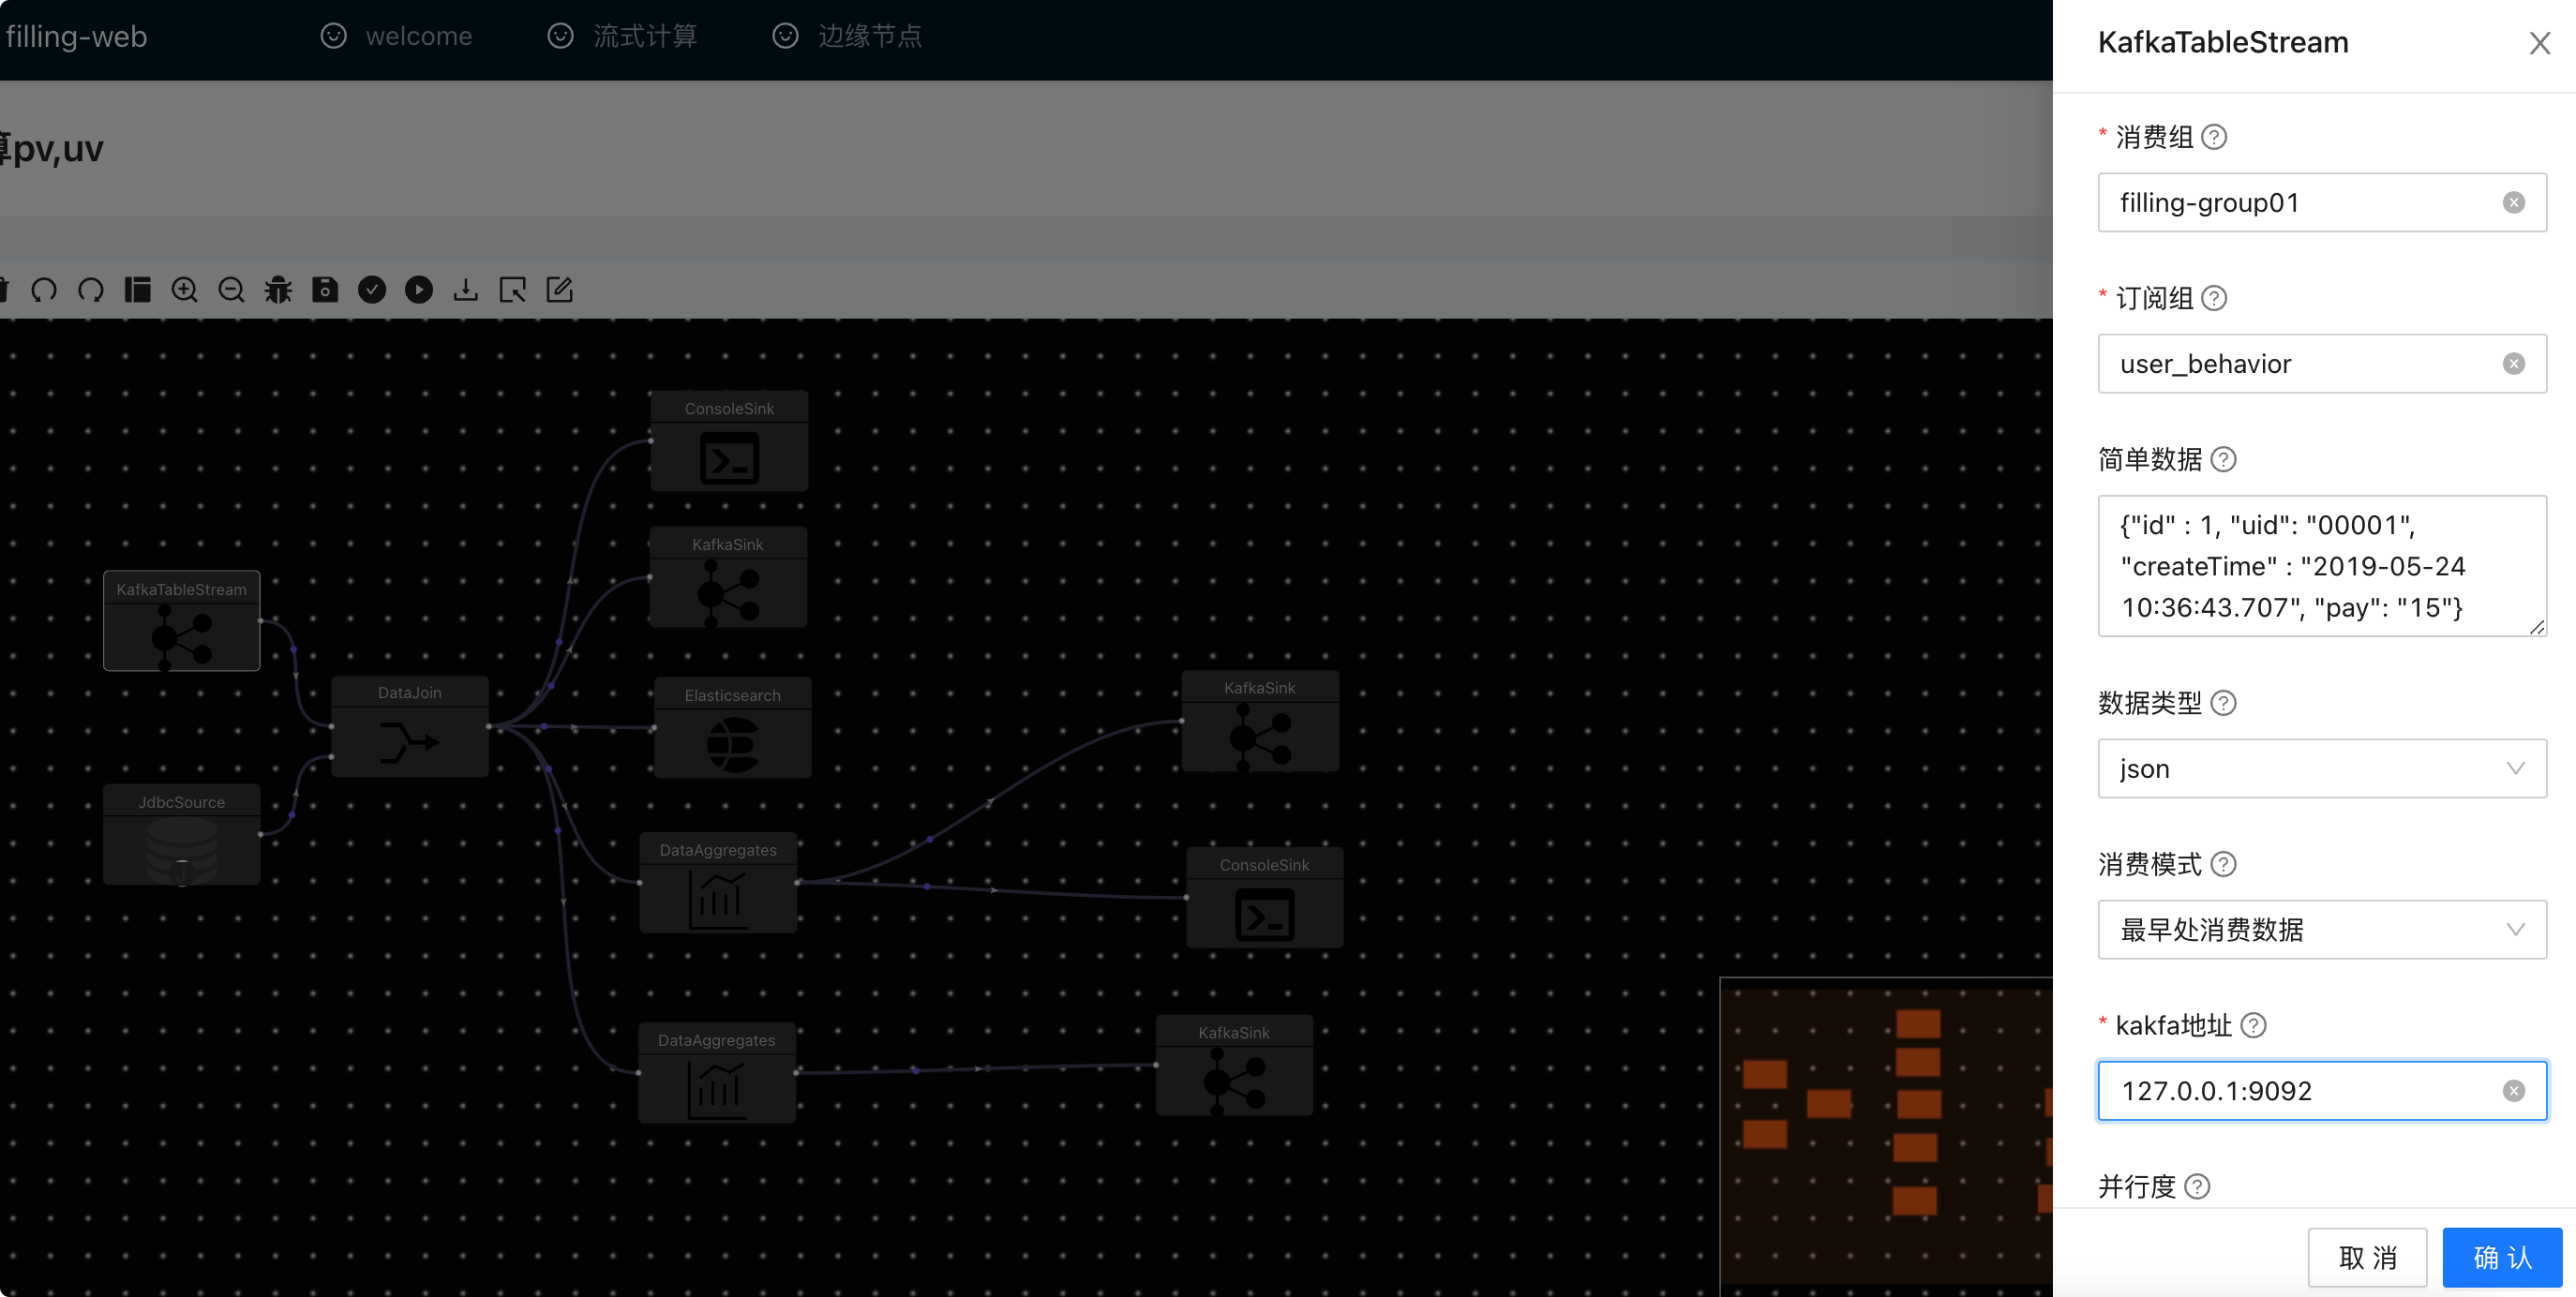 filling-web
welcome
流式计算
边缘节点
算pv,uv
ConsoleSink
KafkaSink
KafkaTableStream
DataJoin
Elasticsearch
KafkaSink
JdbcSource
DataAggregates
ConsoleSink
DataAggregates
KafkaSink
KafkaTableStream
* 消费组
filling-group01
* 订阅组
user_behavior
简单数据
{"id" : 1, "uid": "00001",
"createTime" : "2019-05-24
10:36:43.707", "pay": "15"}
数据类型
json
消费模式
最早处消费数据
* kakfa地址
127.0.0.1:9092
并行度
取 消
确 认